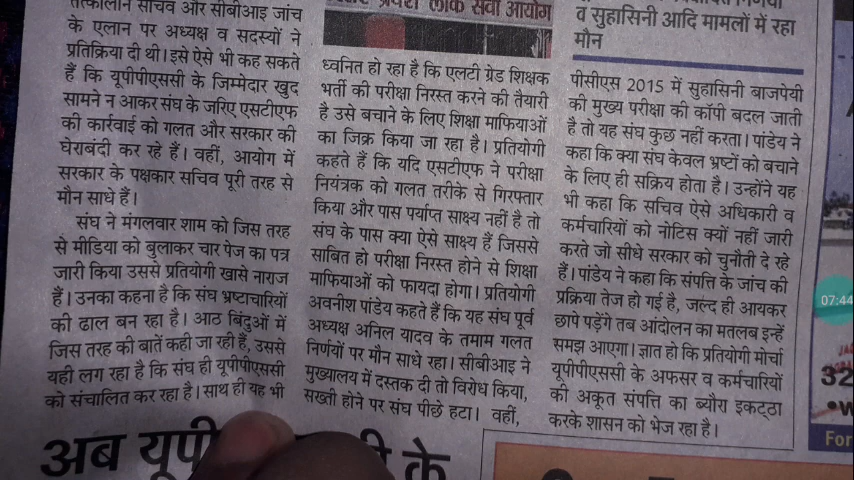 तत्कालीन सचिव और सीबीआइ जांच
के एलान पर अध्यक्ष व सदस्यों ने
प्रतिक्रिया दी थी। इसे ऐसे भी कह सकते
हैं कि यूपीपीएससी के जिम्मेदार खुद
सामने न आकर संघ के जरिए एसटीएफ
की कार्रवाई को गलत और सरकार की
घेराबंदी कर रहे हैं। वहीं, आयोग में
सरकार के पक्षकार सचिव पूरी तरह से
मौन साधे हैं।
संघ ने मंगलवार शाम को जिस तरह
से मीडिया को बुलाकर चार पेज का पत्र
जारी किया उससे प्रतियोगी खासे नाराज
हैं। उनका कहना है कि संघ भ्रष्टाचारियों
की ढाल बन रहा है। आठ बिंदुओं में
जिस तरह की बातें कही जा रही हैं, उससे
यही लग रहा है कि संघ ही यूपीपीएससी
को संचालित कर रहा है। साथ ही यह भी
लोक सेवा आयोग
ध्वनित हो रहा है कि एलटी ग्रेड शिक्षक
भर्ती की परीक्षा निरस्त करने की तैयारी
है उसे बचाने के लिए शिक्षा माफियाओं
का जिक्र किया जा रहा है। प्रतियोगी
कहते हैं कि यदि एसटीएफ ने परीक्षा
नियंत्रक को गलत तरीके से गिरफ्तार
किया और पास पर्याप्त साक्ष्य नहीं है तो
संघ के पास क्या ऐसे साक्ष्य हैं जिससे
साबित हो परीक्षा निरस्त होने से शिक्षा
माफियाओं को फायदा होगा। प्रतियोगी
अवनीश पांडेय कहते हैं कि यह संघ पूर्व
अध्यक्ष अनिल यादव के तमाम गलत
निर्णयों पर मौन साधे रहा। सीबीआइ ने
मुख्यालय में दस्तक दी तो विरोध किया,
सख्ती होने पर संघ पीछे हटा। वहीं,
व सुहासिनी आदि मामलों में रहा
मौन
पीसीएस 2015 में सुहासिनी बाजपेयी
की मुख्य परीक्षा की कॉपी बदल जाती
है तो यह संघ कुछ नहीं करता। पांडेय ने
कहा कि क्या संघ केवल भ्रष्टों को बचाने
के लिए ही सक्रिय होता है। उन्होंने यह
भी कहा कि सचिव ऐसे अधिकारी व
कर्मचारियों को नोटिस क्यों नहीं जारी
करते जो सीधे सरकार को चुनौती दे रहे
हैं। पांडेय ने कहा कि संपत्ति के जांच की
प्रक्रिया तेज हो गई है, जल्द ही आयकर
छापे पड़ेंगे तब आंदोलन का मतलब इन्हें
समझ आएगा। ज्ञात हो कि प्रतियोगी मोर्चा
यूपीपीएससी के अफसर व कर्मचारियों
की अकूत संपत्ति का ब्यौरा इकट्ठा
करके शासन को भेज रहा है।
अब यूपी
के
07:44
32
For